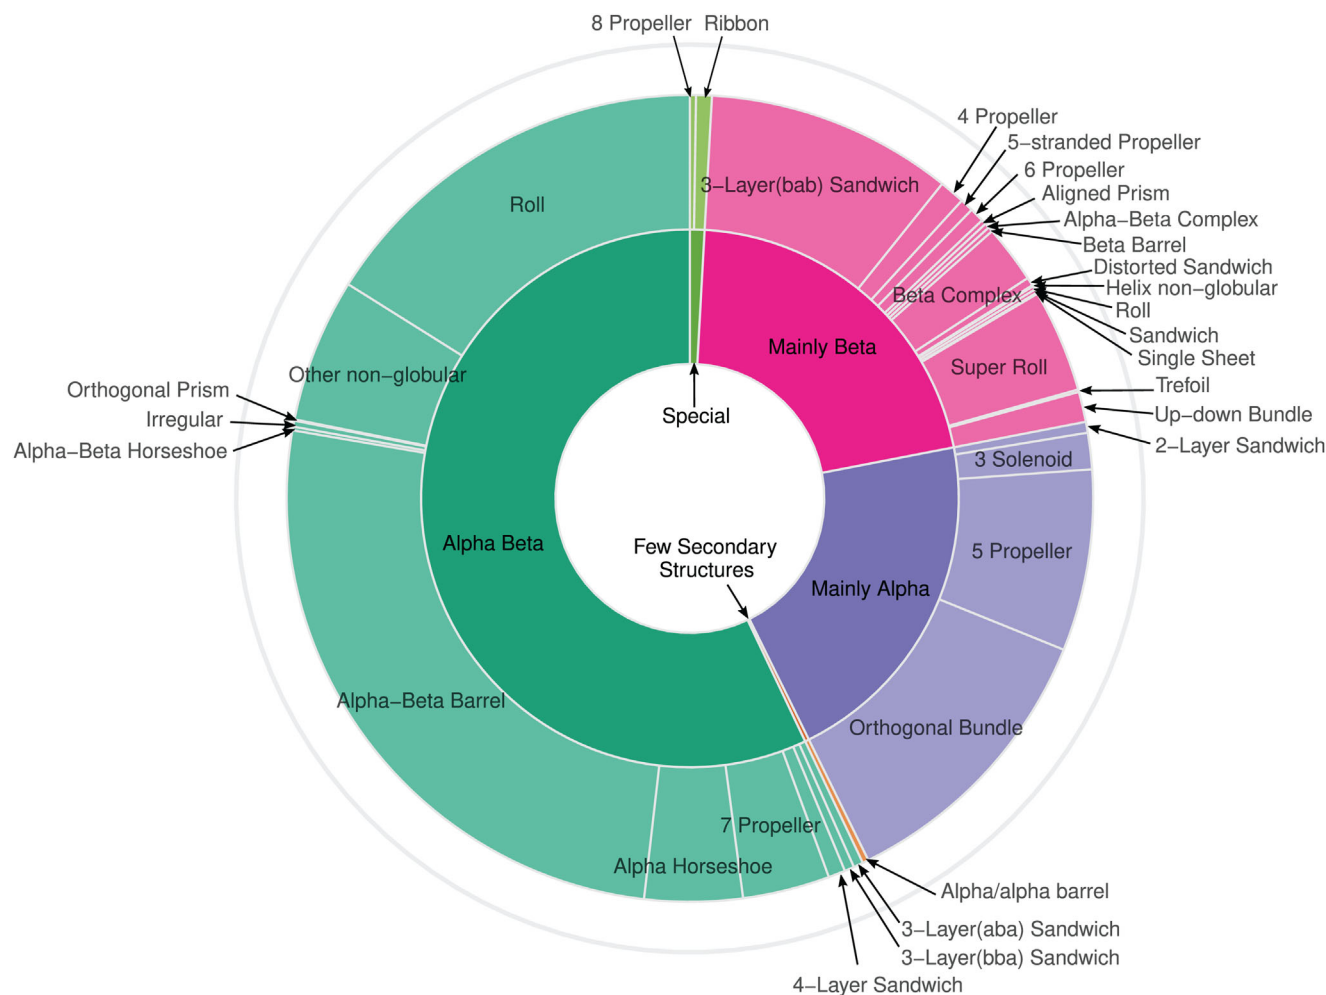 8 Propeller
Ribbon
4 Propeller
5−stranded Propeller
6 Propeller
Aligned Prism
Alpha−Beta Complex
Beta Barrel
Distorted Sandwich
Helix non−globular
Roll
Sandwich
Single Sheet
Trefoil
Up−down Bundle
2−Layer Sandwich
3−Layer(bab) Sandwich
Roll
Beta Complex
Mainly Beta
Super Roll
Other non−globular
Orthogonal Prism
Irregular
Alpha−Beta Horseshoe
Special
3 Solenoid
Alpha Beta
Few Secondary
Structures
5 Propeller
Mainly Alpha
Alpha−Beta Barrel
Orthogonal Bundle
7 Propeller
Alpha Horseshoe
Alpha/alpha barrel
3−Layer(aba) Sandwich
3−Layer(bba) Sandwich
4−Layer Sandwich